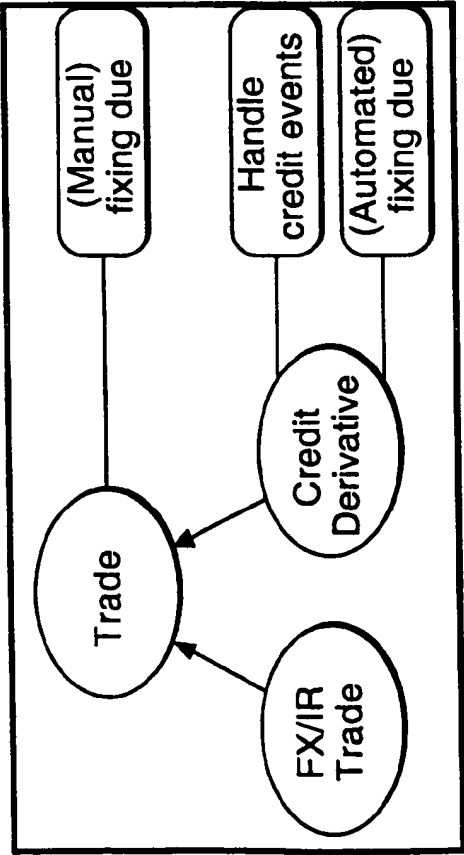 Trade
(Manual)
fixing due
FX/IR
Trade
Credit
Derivative
Handle
credit events
(Automated)
fixing due